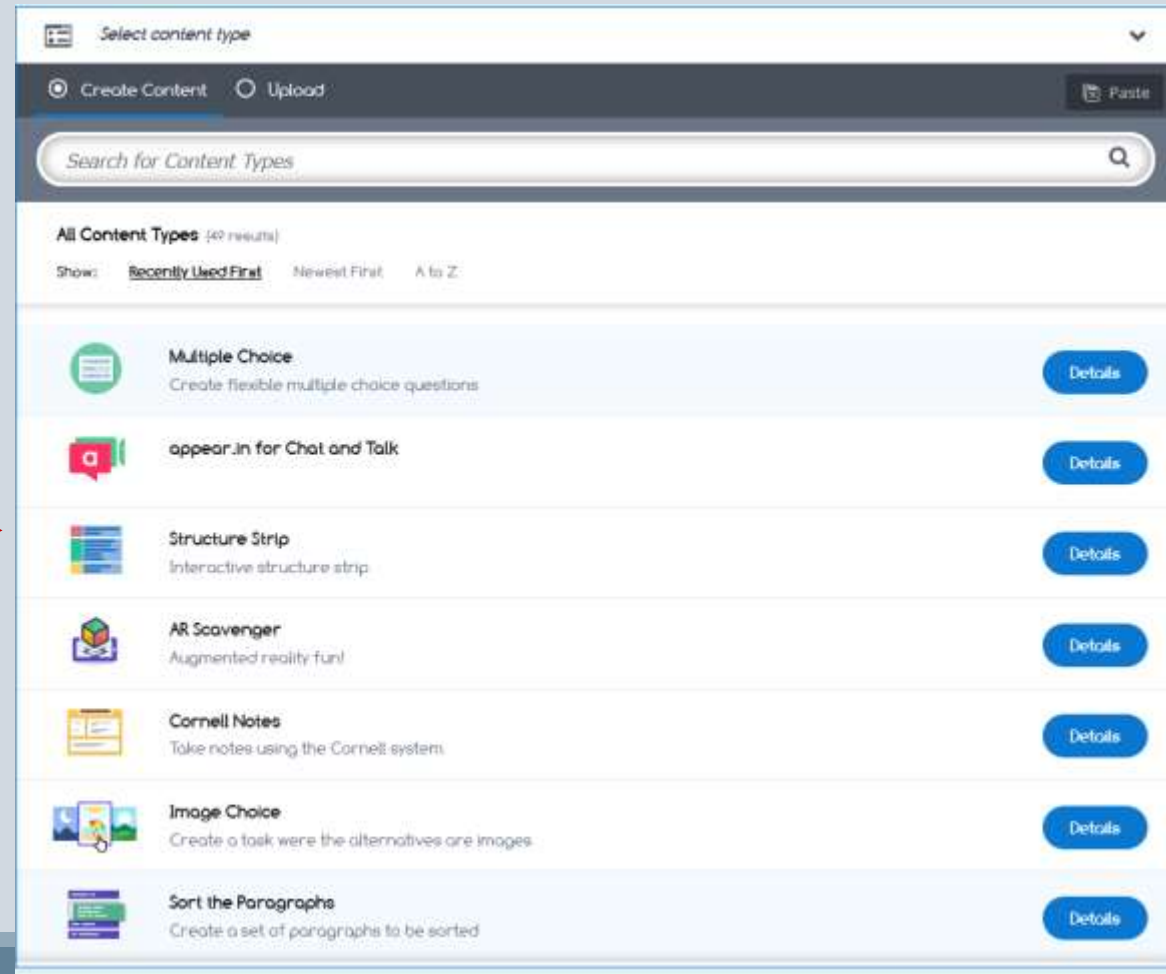 Select content type
Create Content Upload Paste
Search for Content Types
All Content Types (49 results)
Show: Recently Used First Newest First A to Z
Multiple Choice
Create flexible multiple choice questions
Details
a
appear.in for Chat and Talk
Details
Structure Strip
Interactive structure strip
Details
AR Scavenger
Augmented reality fun!
Details
Cornell Notes
Take notes using the Cornell system
Details
Image Choice
Create a task were the alternatives are images
Details
Sort the Paragraphs
Create a set of paragraphs to be sorted
Details